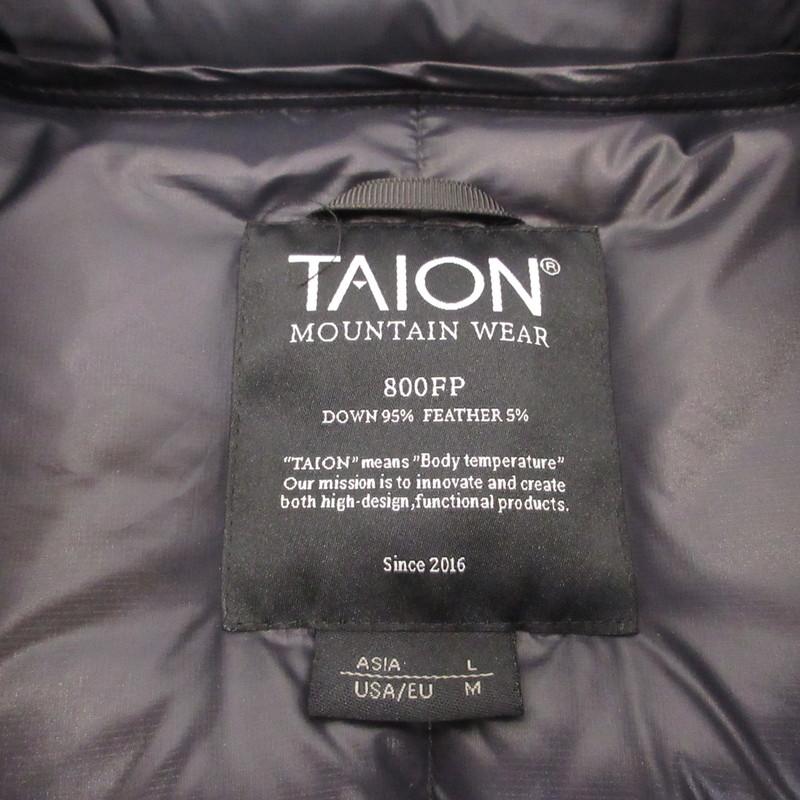 TAION®
MOUNTAIN WEAR
800FP
DOWN 95% FEATHER 5%
"TAION" means "Body temperature"
Our mission is to innovate and create
both high-design,functional products.
Since 2016
ASIA L
USA/EU M